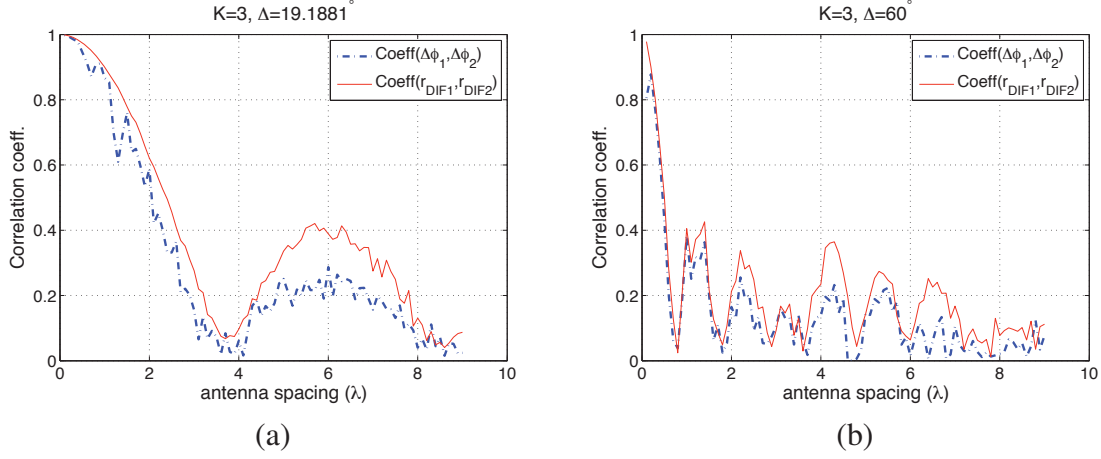 K=3, Δ=19.1881°
1
0.8
0.6
0.4
0.2
0
Correlation coeff.
Coeff(Δϕ1,Δϕ2)
Coeff(rDIF1,rDIF2)
0 2 4 6 8 10
antenna spacing (λ)
(a)
K=3, Δ=60°
1
0.8
0.6
0.4
0.2
0
Correlation coeff.
Coeff(Δϕ1,Δϕ2)
Coeff(rDIF1,rDIF2)
0 2 4 6 8 10
antenna spacing (λ)
(b)